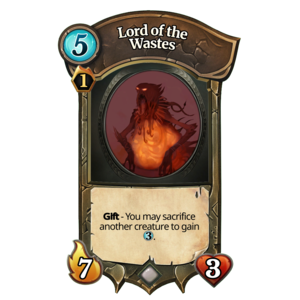 Lord of the
Wastes
5
1
Gift - You may sacrifice
another creature to gain
3.
7
3